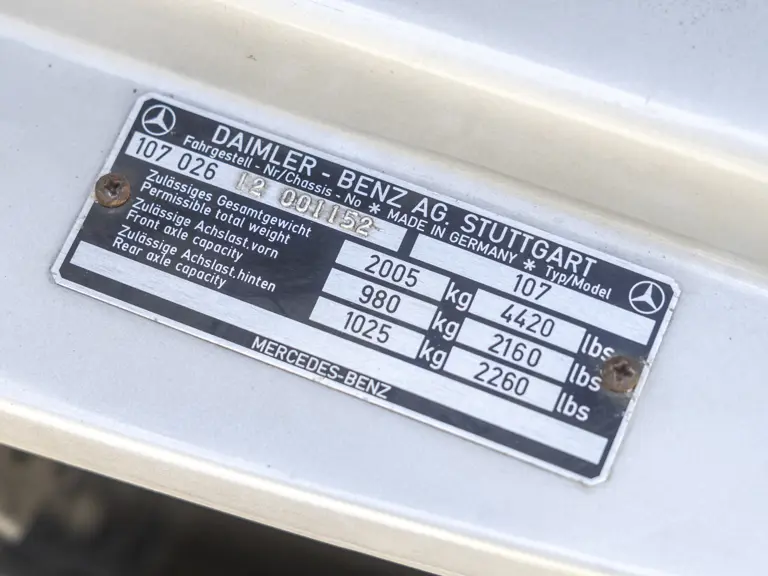 DAIMLER - BENZ AG, STUTTGART
Fahrgestell - Nr/Chassis - No * MADE IN GERMANY * Typ/Model
107 026 12 001152 107
Zulässiges Gesamtgewicht
Permissible total weight 2005 kg 4420 lbs
Zulässige Achslast.vorn
Front axle capacity 980 kg 2160 lbs
Zulässige Achslast.hinten
Rear axle capacity 1025 kg 2260 lbs
MERCEDES-BENZ